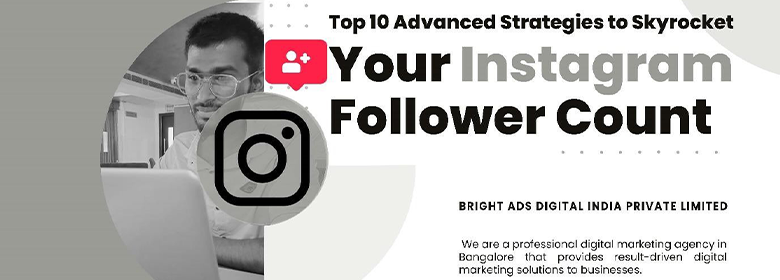 Top 10 Advanced Strategies to Skyrocket
Your Instagram
Follower Count
BRIGHT ADS DIGITAL INDIA PRIVATE LIMITED
We are a professional digital marketing agency in
Bangalore that provides result-driven digital
marketing solutions to businesses.